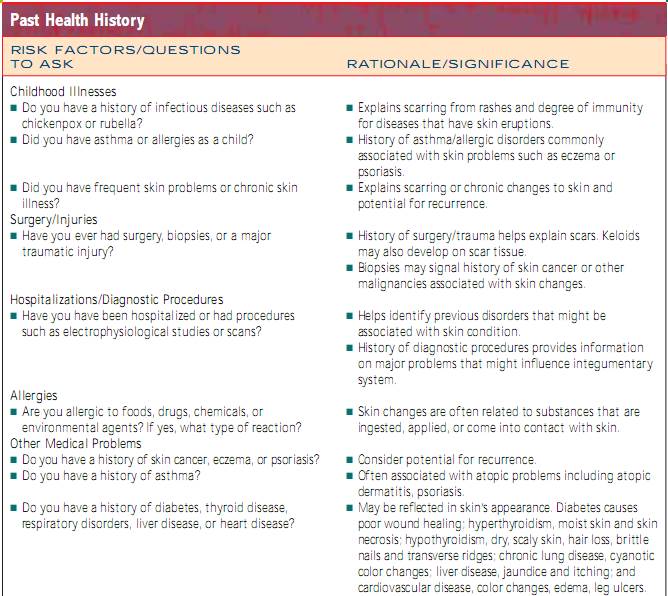 Past Health History
RISK FACTORS/QUESTIONS
TO ASK
RATIONALE/SIGNIFICANCE
Childhood Illnesses
■ Do you have a history of infectious diseases such as
chickenpox or rubella?
■ Explains scarring from rashes and degree of immunity
for diseases that have skin eruptions.
■ Did you have asthma or allergies as a child?
■ History of asthma/allergic disorders commonly
associated with skin problems such as eczema or
psoriasis.
■ Did you have frequent skin problems or chronic skin
illness?
■ Explains scarring or chronic changes to skin and
potential for recurrence.
Surgery/Injuries
■ Have you ever had surgery, biopsies, or a major
traumatic injury?
■ History of surgery/trauma helps explain scars. Keloids
may also develop on scar tissue.
■ Biopsies may signal history of skin cancer or other
malignancies associated with skin changes.
Hospitalizations/Diagnostic Procedures
■ Have you have been hospitalized or had procedures
such as electrophysiological studies or scans?
■ Helps identify previous disorders that might be
associated with skin condition.
■ History of diagnostic procedures provides information
on major problems that might influence integumentary
system.
Allergies
■ Are you allergic to foods, drugs, chemicals, or
environmental agents? If yes, what type of reaction?
■ Skin changes are often related to substances that are
ingested, applied, or come into contact with skin.
Other Medical Problems
■ Do you have a history of skin cancer, eczema, or psoriasis?
■ Consider potential for recurrence.
■ Do you have a history of asthma?
■ Often associated with atopic problems including atopic
dermatitis, psoriasis.
■ Do you have a history of diabetes, thyroid disease,
respiratory disorders, liver disease, or heart disease?
■ May be reflected in skin's appearance. Diabetes causes
poor wound healing; hyperthyroidism, moist skin and skin
necrosis; hypothyroidism, dry, scaly skin, hair loss, brittle
nails and transverse ridges; chronic lung disease, cyanotic
color changes; liver disease, jaundice and itching; and
cardiovascular disease, color changes, edema, leg ulcers.